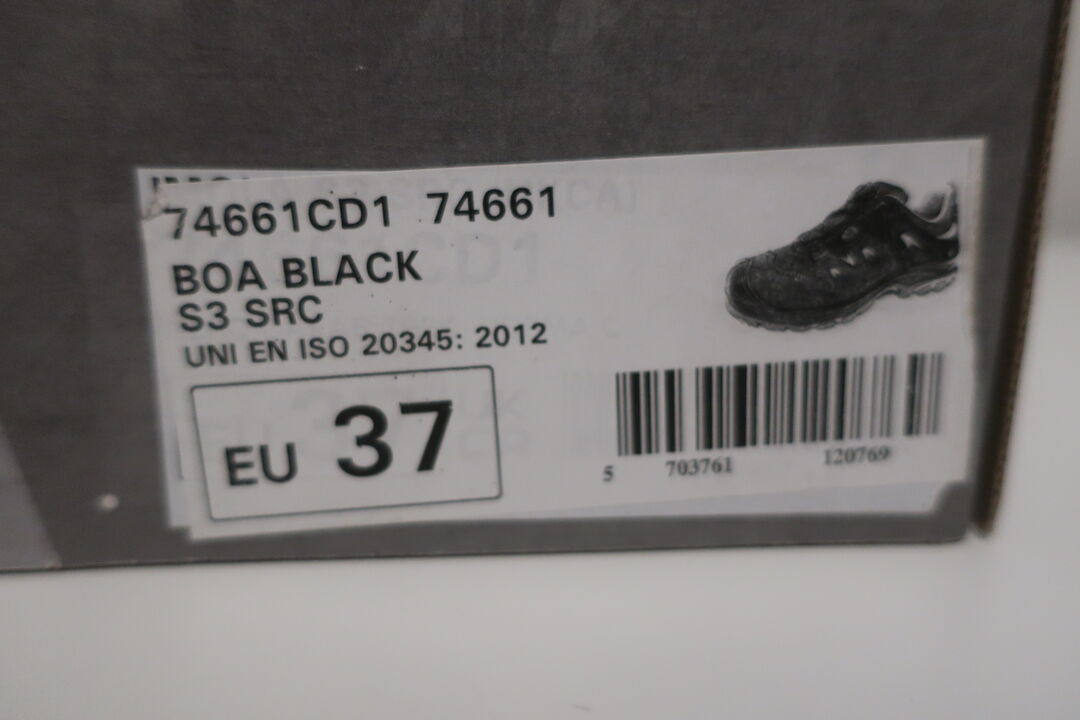 74661CD1 74661
BOA BLACK
S3 SRC
UNI EN ISO 20345: 2012
EU 37
5 703761 120769